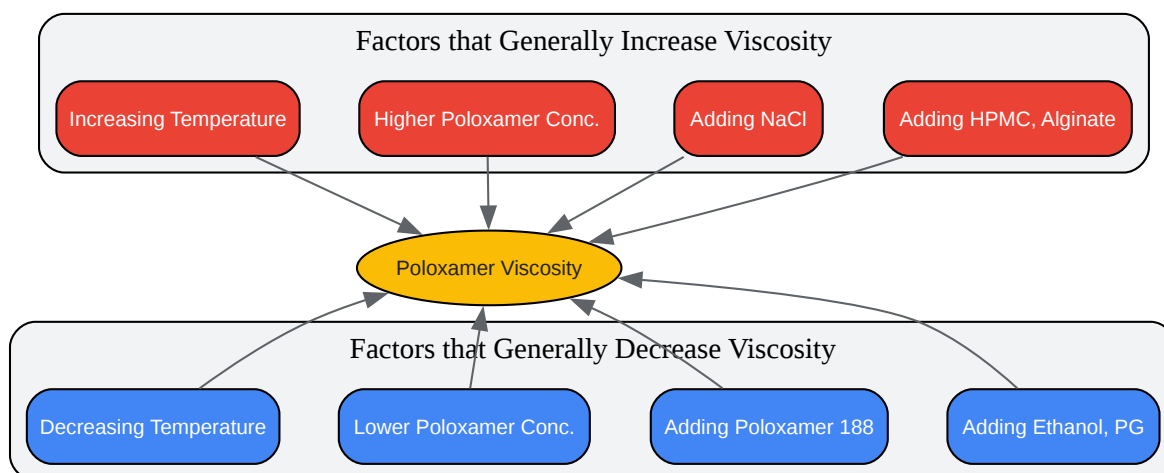 Factors that Generally Increase Viscosity
Increasing Temperature
Higher Poloxamer Conc.
Adding NaCl
Adding HPMC, Alginate
Poloxamer Viscosity
Factors that Generally Decrease Viscosity
Decreasing Temperature
Lower Poloxamer Conc.
Adding Poloxamer 188
Adding Ethanol, PG